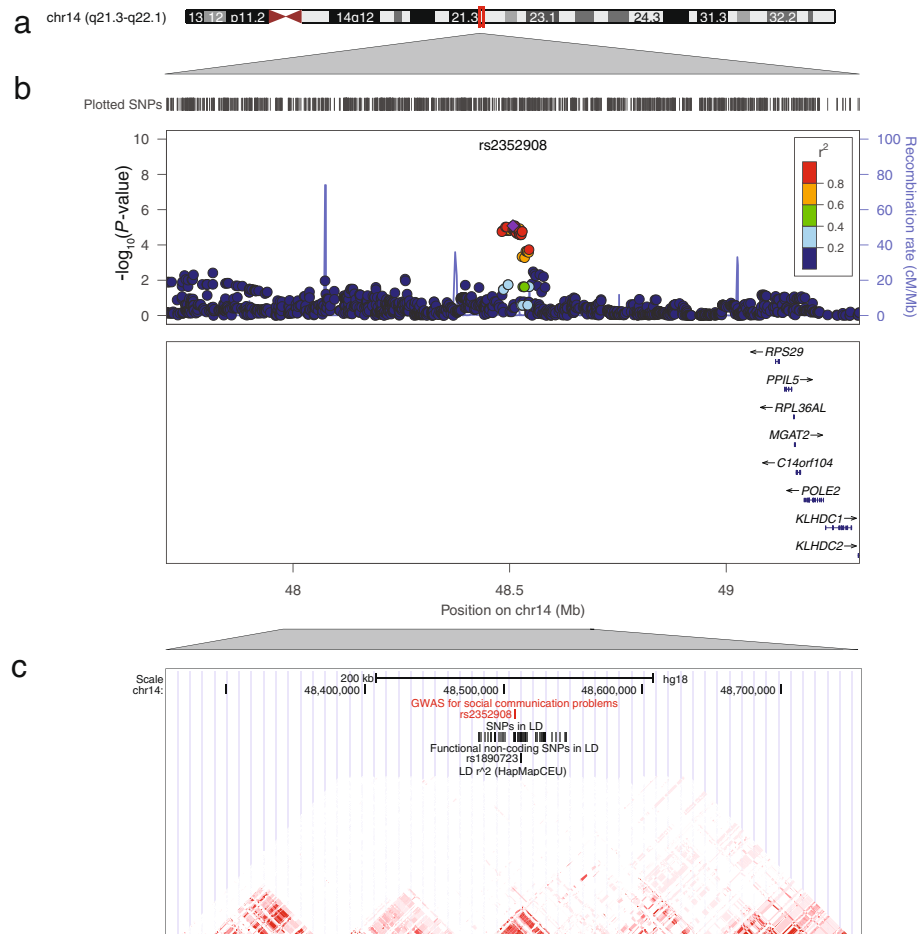 a
chr14 (q21.3-q22.1)
13 12 p11.2 14q12 21.3 23.1 24.3 31.3 32.2
b
Plotted SNPs
rs2352908
-log10(P-value)
10
8
6
4
2
0
r2
0.8
0.6
0.4
0.2
100
80
60
40
20
0
Recombination rate (cM/Mb)
←RPS29
PPIL5→
←RPL36AL
MGAT2→
←C14orf104
←POLE2
KLHDC1→
KLHDC2→
48 48.5 49
Position on chr14 (Mb)
c
Scale 200 kb hg18
chr14: 48,400,000 48,500,000 48,600,000 48,700,000
GWAS for social communication problems
rs2352908
SNPs in LD
Functional non-coding SNPs in LD
rs1890723
LD r^2 (HapMapCEU)